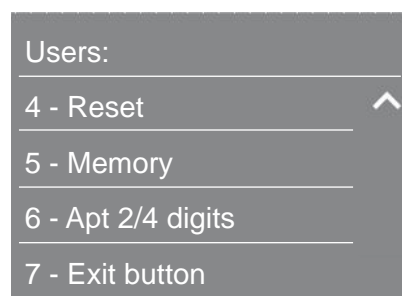 Users:
4 - Reset
5 - Memory
6 - Apt 2/4 digits
7 - Exit button